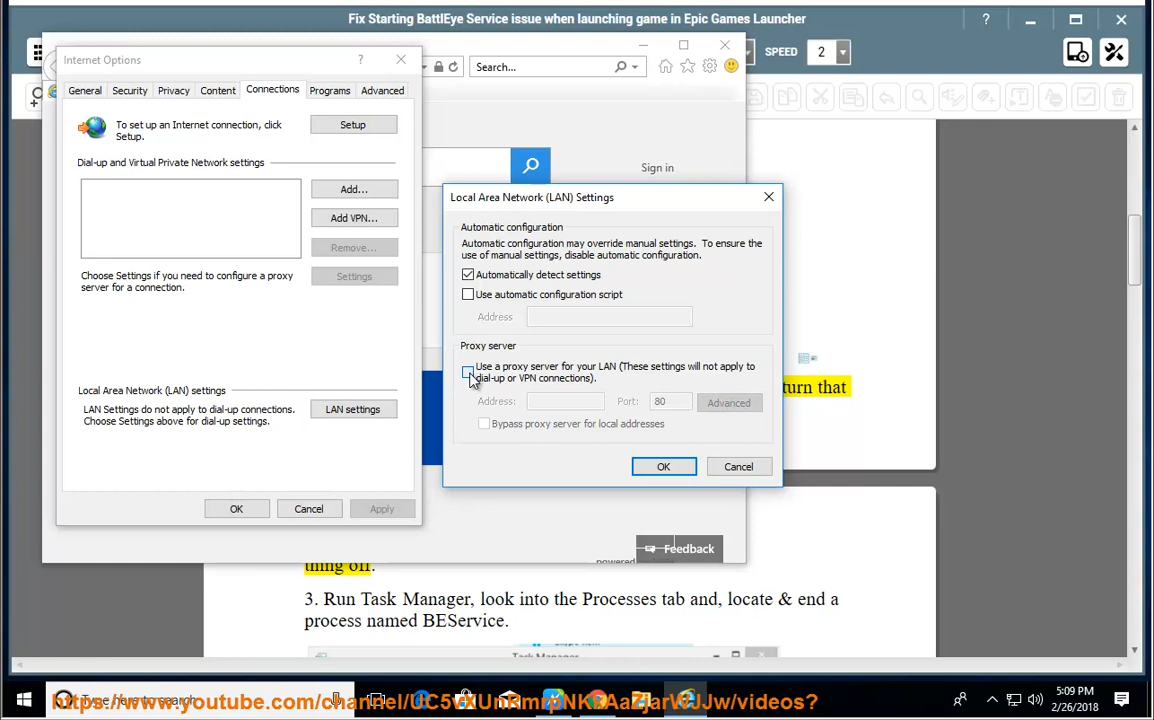 Fix Starting BattlEye Service issue when launching game in Epic Games Launcher
SPEED
2
Internet Options
Search...
General
Security
Privacy
Content
Connections
Programs
Advanced
To set up an Internet connection, click
Setup.
Setup
Dial-up and Virtual Private Network settings
Add...
Add VPN...
Remove...
Choose Settings if you need to configure a proxy
server for a connection.
Settings
Local Area Network (LAN) settings
LAN Settings do not apply to dial-up connections.
Choose Settings above for dial-up settings.
LAN settings
OK
Cancel
Apply
Sign in
Local Area Network (LAN) Settings
Automatic configuration
Automatic configuration may override manual settings. To ensure the
use of manual settings, disable automatic configuration.
Automatically detect settings
Use automatic configuration script
Address
Proxy server
Use a proxy server for your LAN (These settings will not apply to
dial-up or VPN connections).
Address:
Port:
80
Advanced
Bypass proxy server for local addresses
OK
Cancel
turn that
Feedback
powered
thing off.
3. Run Task Manager, look into the Processes tab and, locate & end a
process named BEService.
Task Manager
Type here to search
5:09 PM
2/26/2018